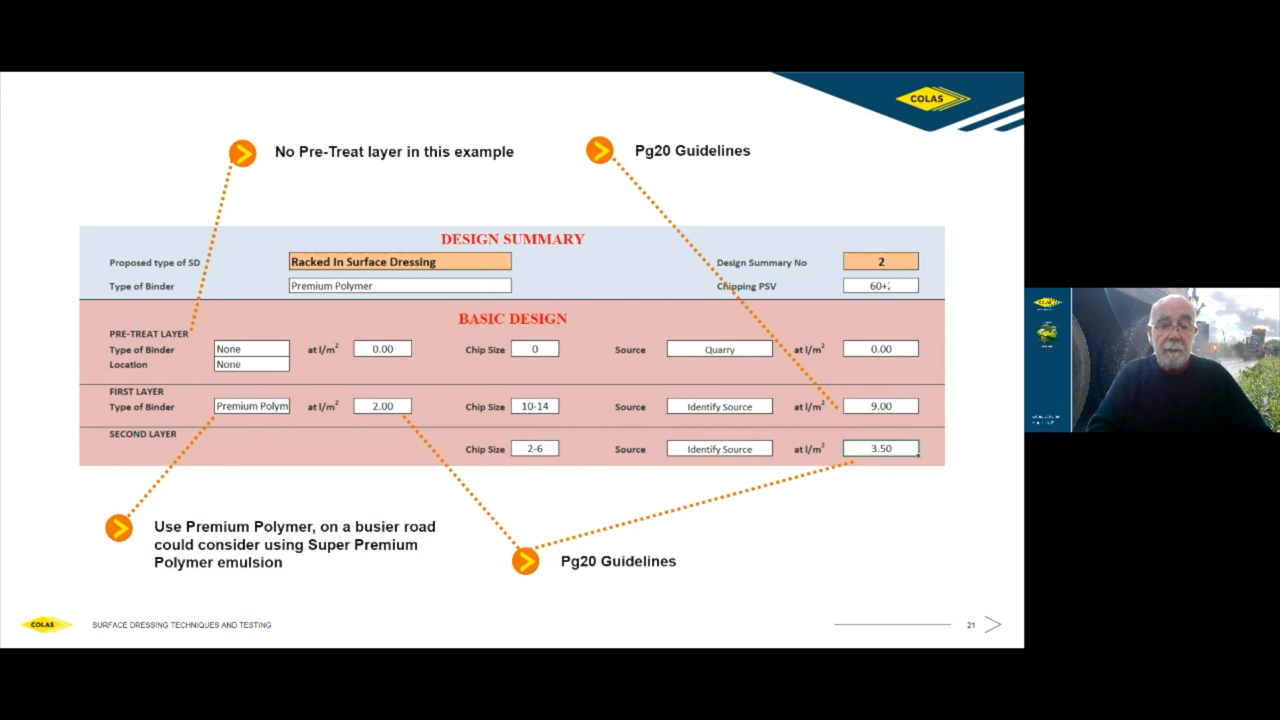 COLAS
No Pre-Treat layer in this example
Pg20 Guidelines
DESIGN SUMMARY
Proposed type of SD Racked In Surface Dressing Design Summary No 2
Type of Binder Premium Polymer Chipping PSV 60+
BASIC DESIGN
PRE-TREAT LAYER
Type of Binder None at l/m² 0.00 Chip Size 0 Source Quarry at l/m² 0.00
Location None
FIRST LAYER
Type of Binder Premium Polym at l/m² 2.00 Chip Size 10-14 Source Identify Source at l/m² 9.00
SECOND LAYER
Chip Size 2-6 Source Identify Source at l/m² 3.50
Use Premium Polymer, on a busier road
could consider using Super Premium
Polymer emulsion
Pg20 Guidelines
COLAS SURFACE DRESSING TECHNIQUES AND TESTING 21